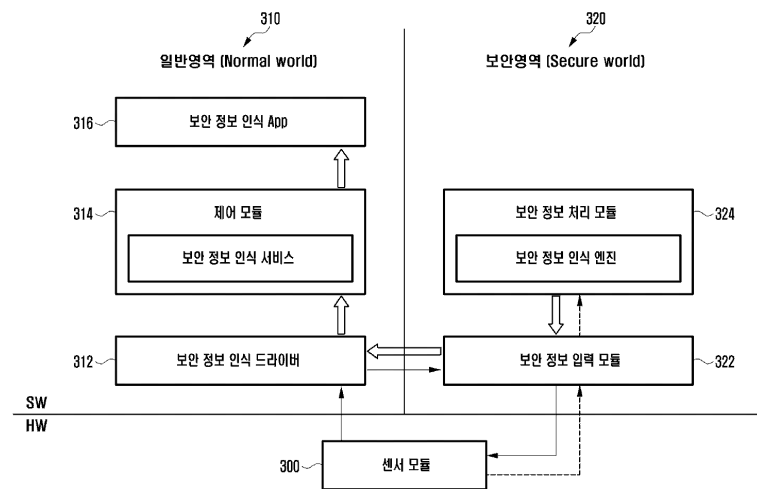 310
320
일반영역 (Normal world)
보안영역 (Secure world)
316
보안 정보 인식 App
314
제어 모듈
보안 정보 인식 서비스
보안 정보 처리 모듈
324
보안 정보 인식 엔진
312
보안 정보 인식 드라이버
보안 정보 입력 모듈
322
SW
HW
300
센서 모듈